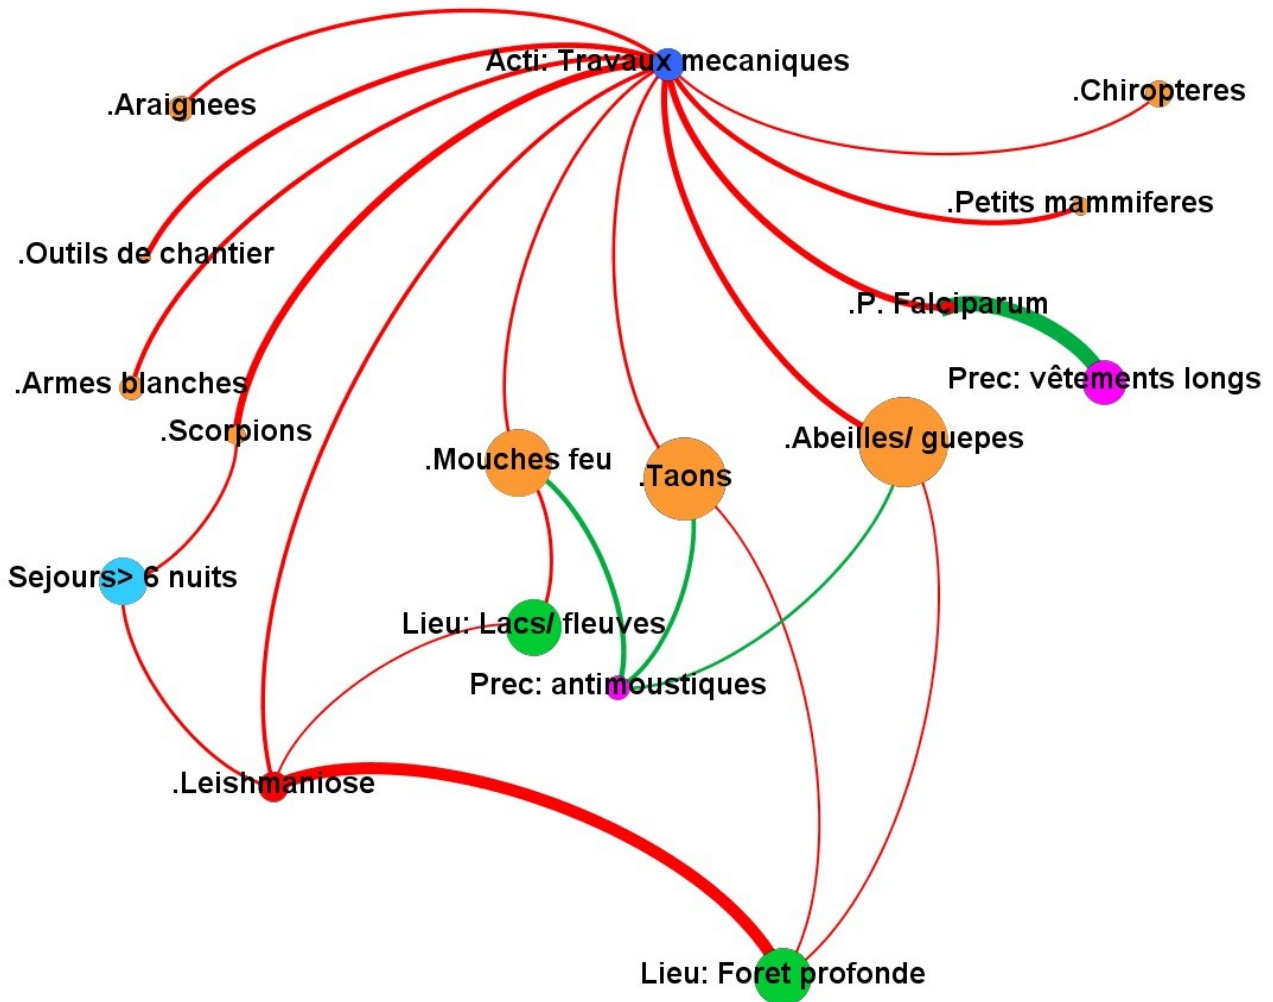 Acti: Travaux mecaniques
.Chiropteres
.Araignees
.Petits mammiferes
.Outils de chantier
.P. Falciparum
Prec: vêtements longs
.Armes blanches
.Scorpions
.Abeilles/ guepes
.Mouches feu
.Taons
Sejours> 6 nuits
Lieu: Lacs/ fleuves
Prec: antimoustiques
.Leishmaniose
Lieu: Foret profonde